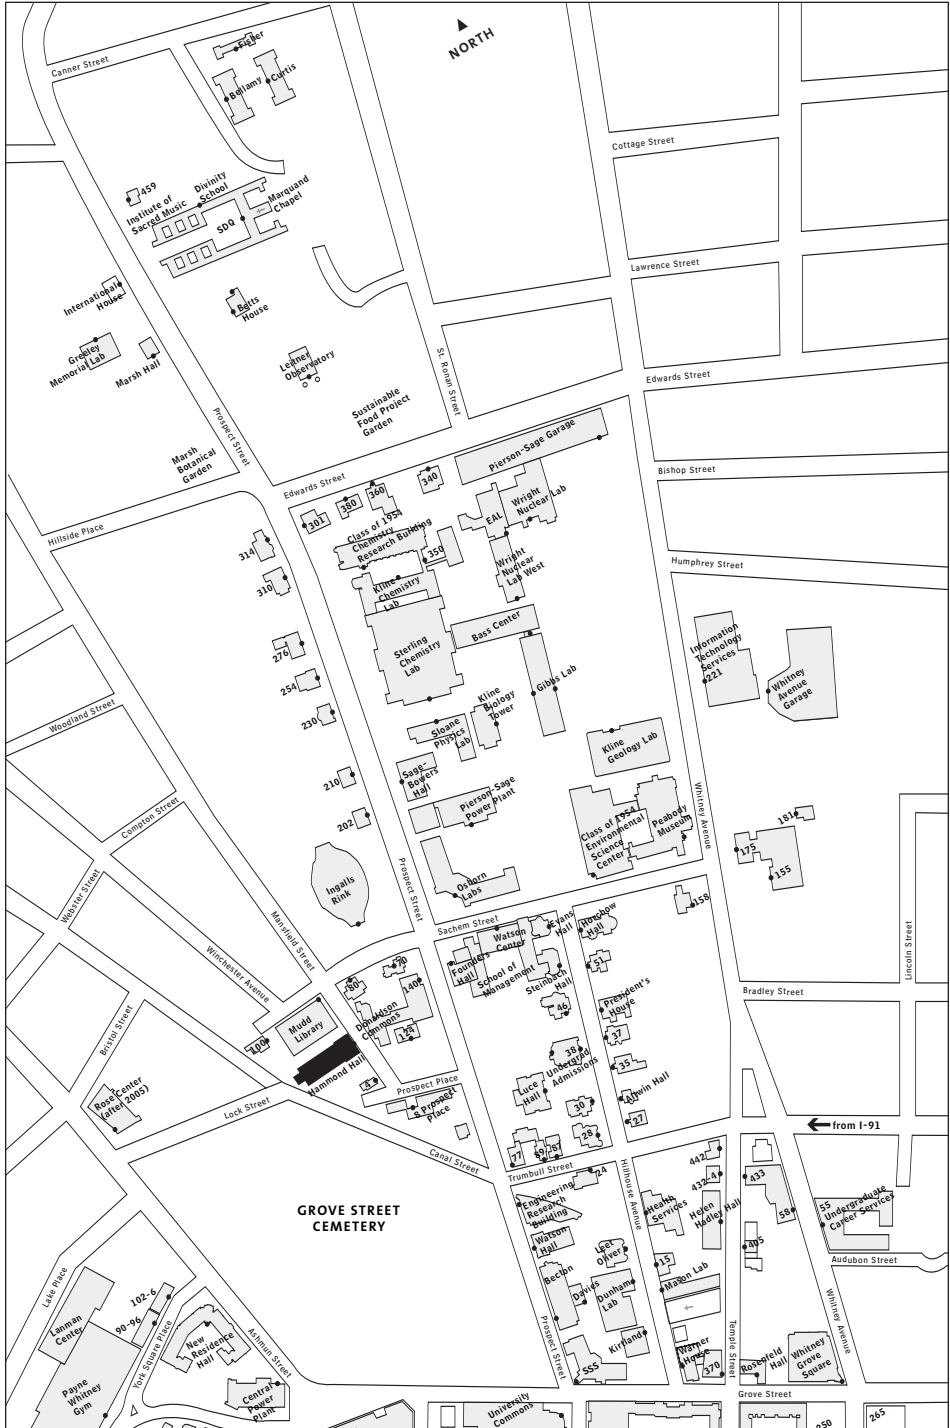 NORTH
Canner Street
Fisher
Bellamy
Curtis
Cottage Street
459
Institute of
Sacred Music
Divinity
School
SDQ
Marquand
Chapel
Lawrence Street
International
House
Betts
House
Greeley
Memorial Lab
Marsh Hall
Leitner
Observatory
St. Ronan Street
Edwards Street
Sustainable
Food Project
Garden
Prospect Street
Marsh
Botanical
Garden
Pierson-Sage Garage
Bishop Street
Edwards Street
340
360
380
301
Wright
Nuclear Lab
EAL
Hillside Place
314
Class of 1954
Chemistry
Research Building
350
Wright
Nuclear
Lab West
Humphrey Street
310
Kline
Chemistry
Lab
276
Sterling
Chemistry
Lab
Bass Center
Information
Technology
Services
221
254
Gibbs Lab
Whitney
Avenue
Garage
Woodland Street
230
Kline
Biology
Tower
Sloane
Physics
Lab
Kline
Geology Lab
210
Sage-
Bowers
Hall
Pierson-Sage
Power Plant
Whitney Avenue
Compton Street
202
Class of 1954
Environmental
Science
Center
Peabody
Museum
181
175
155
Webster Street
Ingalls
Rink
Prospect Street
Osborn
Labs
158
Mansfield Street
Sachem Street
Watson
Center
Evans
Hall
Horchow
Hall
Lincoln Street
Winchester Avenue
70
80
140
Founders
Hall
School of
Management
Steinbach
Hall
51
Bradley Street
Bristol Street
Mudd
Library
Donaldson
Commons
124
46
President's
House
100
37
38
Undergrad
Admissions
35
Hammond Hall
4
Prospect Place
Luce
Hall
Allwin Hall
Rose Center
(after 2005)
8 Prospect
Place
30
27
Lock Street
28
from I-91
Canal Street
77
89-87
Trumbull Street
24
442
432-4
433
GROVE STREET
CEMETERY
Engineering
Research
Building
Hillhouse Avenue
Health
Services
Helen
Hadley Hall
58
55
Undergraduate
Career Services
Watson
Hall
Leet
Oliver
405
15
Audubon Street
Lake Place
Becton
Davies
Dunham
Lab
Mason Lab
102-6
90-96
Lanman
Center
York Square Place
New
Residence
Hall
Ashmun Street
Prospect Street
Kirtland
Temple Street
Whitney Avenue
Payne
Whitney
Gym
SSS
Warner
House
370
Rosenfeld
Hall
Whitney
Grove
Square
Central
Power
Plant
Grove Street
University
Commons
250
265